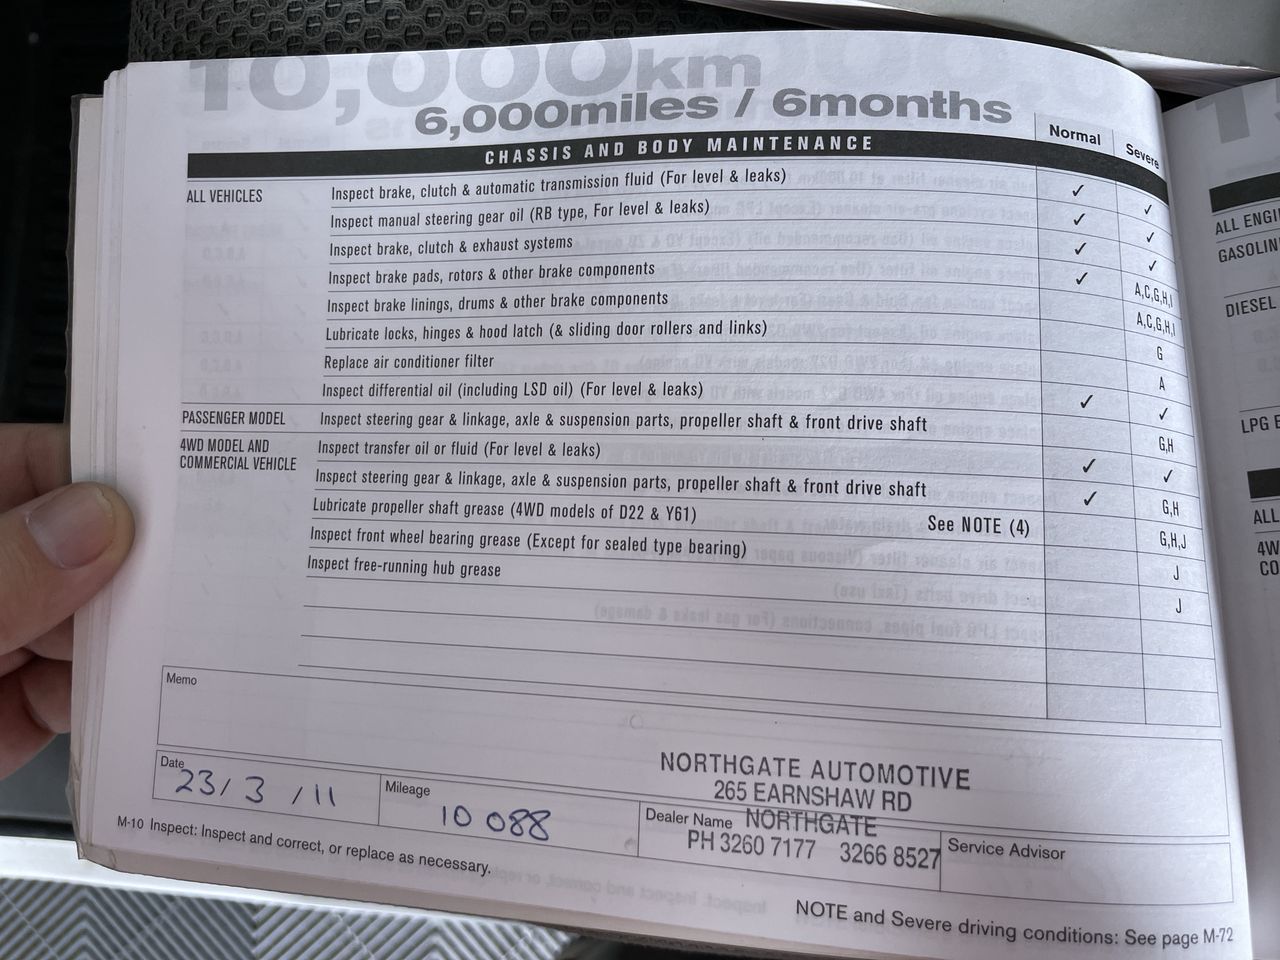 10,000km
6,000miles / 6months
Normal Severe
CHASSIS AND BODY MAINTENANCE
ALL VEHICLES Inspect brake, clutch & automatic transmission fluid (For level & leaks) ✓ ✓
Inspect manual steering gear oil (RB type, For level & leaks) ✓ ✓
Inspect brake, clutch & exhaust systems ✓ ✓
Inspect brake pads, rotors & other brake components ✓ A,C,G,H,I
Inspect brake linings, drums & other brake components A,C,G,H,I
Lubricate locks, hinges & hood latch (& sliding door rollers and links) G
Replace air conditioner filter A
Inspect differential oil (including LSD oil) (For level & leaks) ✓ ✓
PASSENGER MODEL Inspect steering gear & linkage, axle & suspension parts, propeller shaft & front drive shaft G,H
4WD MODEL AND
COMMERCIAL VEHICLE
Inspect transfer oil or fluid (For level & leaks) ✓ ✓
Inspect steering gear & linkage, axle & suspension parts, propeller shaft & front drive shaft ✓ G,H
Lubricate propeller shaft grease (4WD models of D22 & Y61) See NOTE (4) G,H,J
Inspect front wheel bearing grease (Except for sealed type bearing) J
Inspect free-running hub grease J
Memo
NORTHGATE AUTOMOTIVE
265 EARNSHAW RD
NORTHGATE
PH 3260 7177 3266 8527
Date 23/3/11
Mileage 10 088
Dealer Name
Service Advisor
M-10 Inspect: Inspect and correct, or replace as necessary.
NOTE and Severe driving conditions: See page M-72
ALL ENGI
GASOLIN
DIESEL
LPG E
ALL
4W
CO